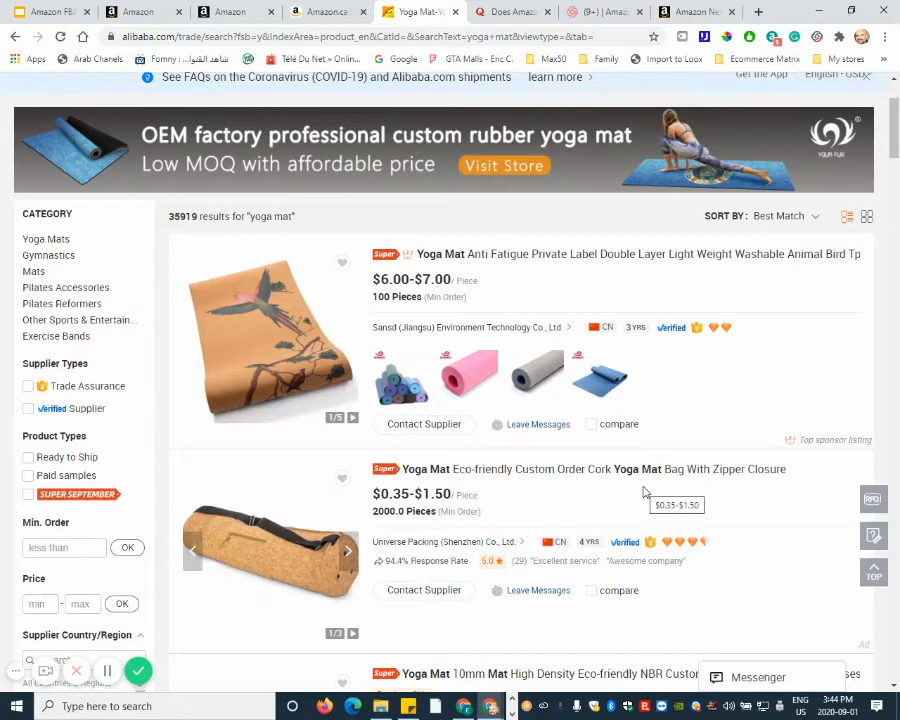 Amazon FBA
Amazon
Amazon
Amazon.ca
Yoga Mat-Yo
Does Amazo
(9+) | Amazo
Amazon Net
alibaba.com/trade/search?fsb=y&IndexArea=product_en&CatId=&SearchText=yoga+mat&viewtype=&tab=
Apps
Arab Chanels
Fommy : شاهد القنوا...
Télé Du Net » Onlin...
Google
GTA Malls - Eric C.
Max50
Family
Import to Loox
Ecommerce Matrix
My stores
See FAQs on the Coronavirus (COVID-19) and Alibaba.com shipments
learn more
Get the App
English - USD
OEM factory professional custom rubber yoga mat
Low MOQ with affordable price
Visit Store
YOUR-FUN
CATEGORY
Yoga Mats
Gymnastics
Mats
Pilates Accessories
Pilates Reformers
Other Sports & Entertain...
Exercise Bands
Supplier Types
Trade Assurance
Verified Supplier
Product Types
Ready to Ship
Paid samples
SUPER SEPTEMBER
Min. Order
less than
OK
Price
min
-
max
OK
Supplier Country/Region
All Countries & Regions
35919 results for "yoga mat"
SORT BY : Best Match
Super Yoga Mat Anti Fatigue Private Label Double Layer Light Weight Washable Animal Bird Tp
$6.00-$7.00 / Piece
100 Pieces (Min Order)
Sansd (Jiangsu) Environment Technology Co., Ltd.
CN
3 YRS
Verified
1/5
Contact Supplier
Leave Messages
compare
Top sponsor listing
Super Yoga Mat Eco-friendly Custom Order Cork Yoga Mat Bag With Zipper Closure
$0.35-$1.50 / Piece
$0.35-$1.50
2000.0 Pieces (Min Order)
Universe Packing (Shenzhen) Co., Ltd.
CN
4 YRS
Verified
94.4% Response Rate
5.0
(29) "Excellent service" "Awesome company"
Contact Supplier
Leave Messages
compare
1/3
Ad
Super Yoga Mat 10mm Mat High Density Eco-friendly NBR Custo
RFQ
TOP
Messenger
Type here to search
ENG
FR
3:44 PM
2020-09-01